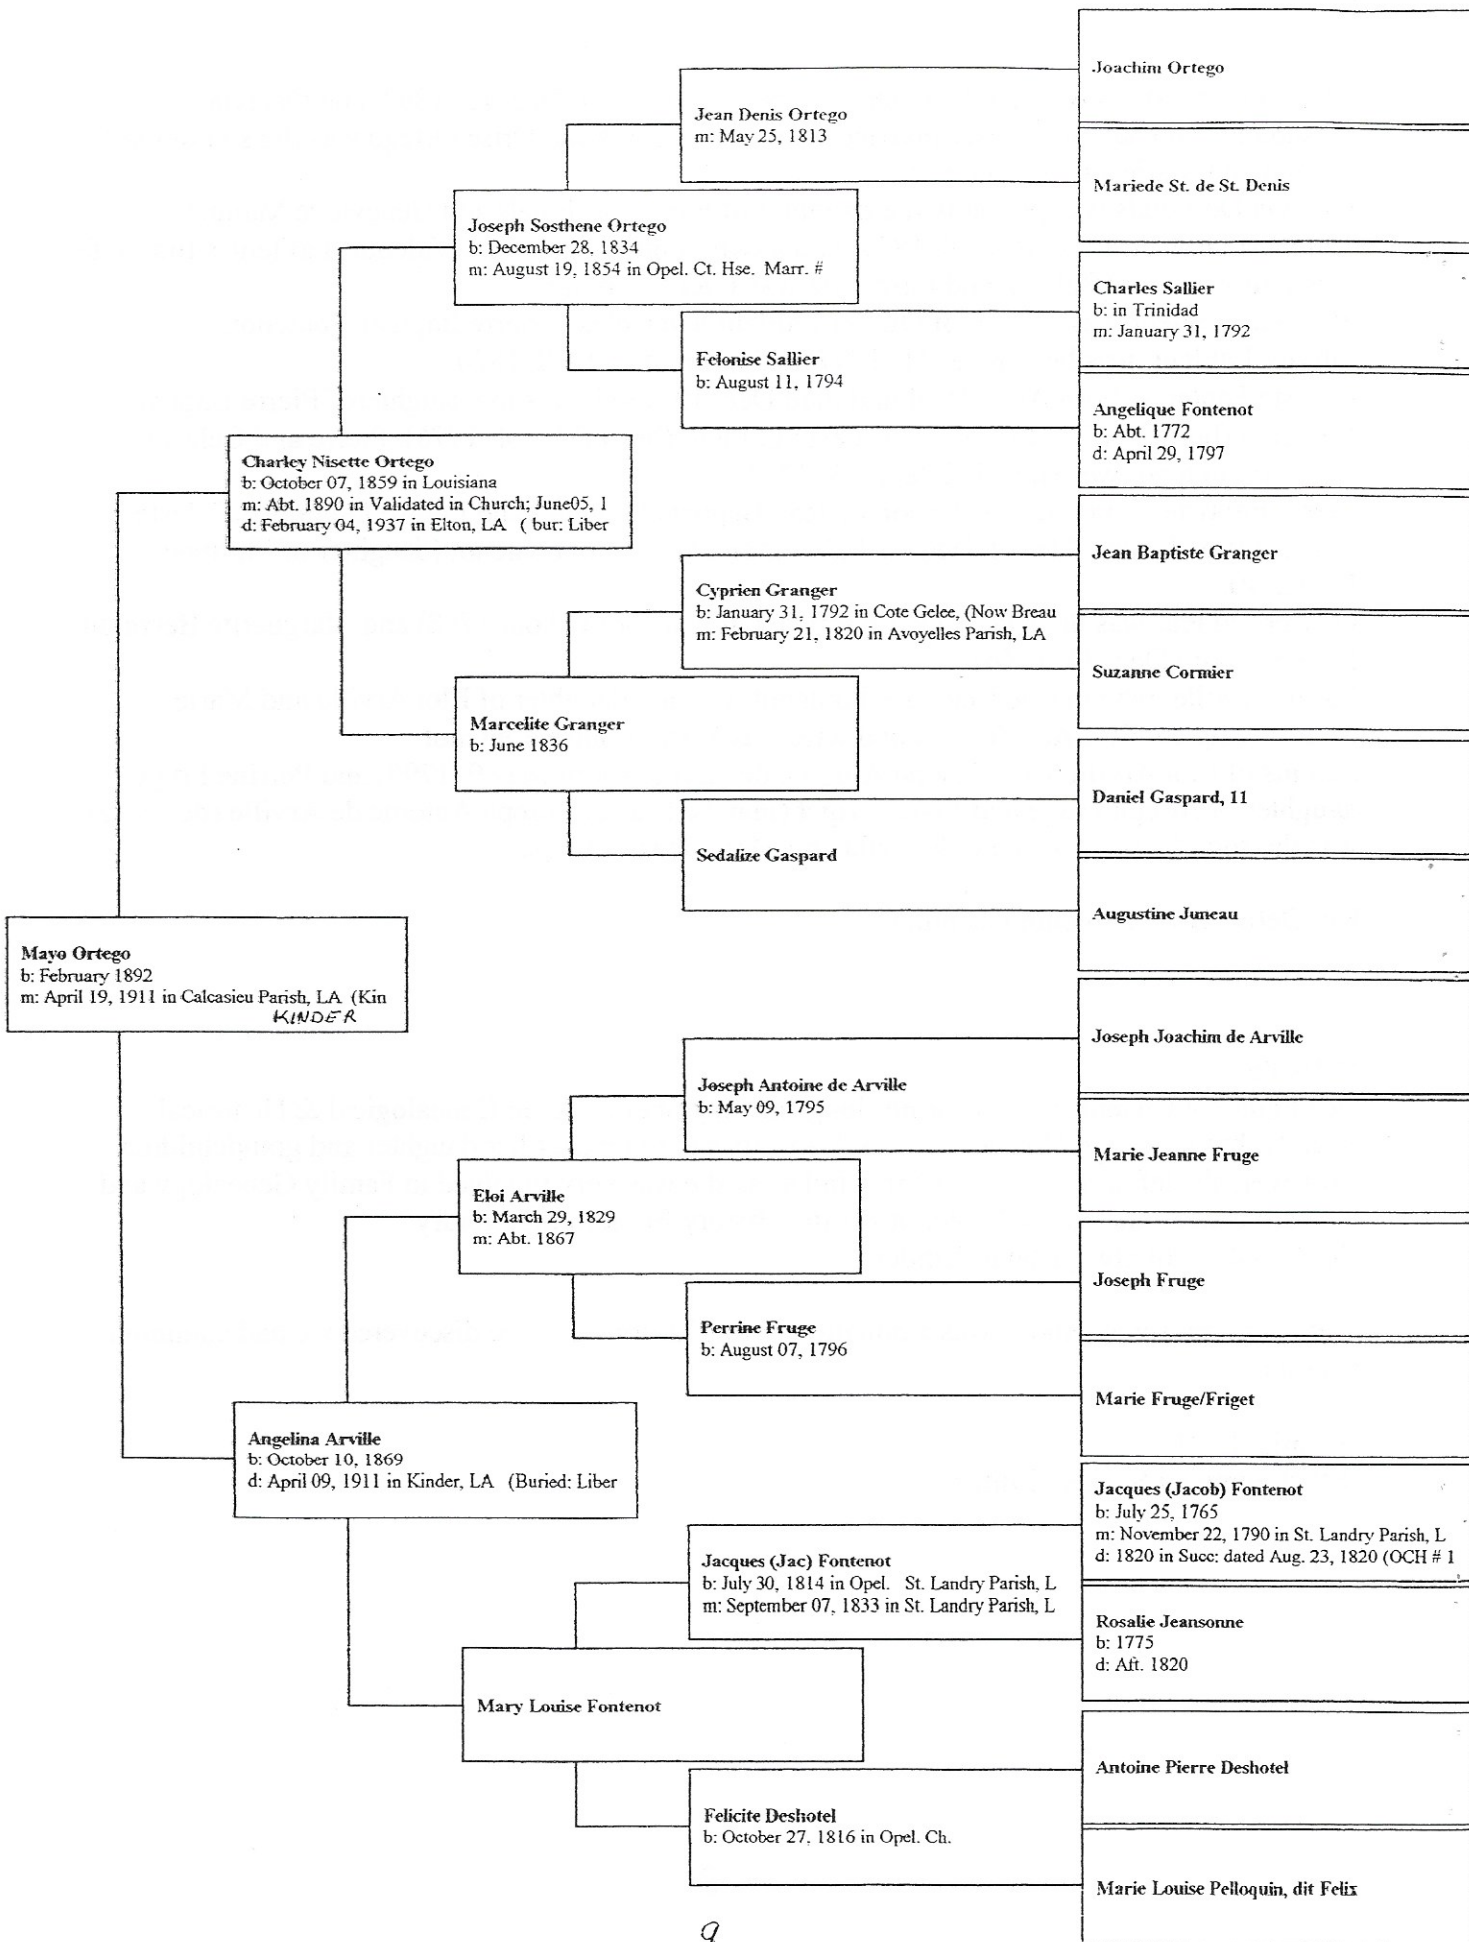 Joachim Ortego
Jean Denis Ortego
m: May 25, 1813
Mariede St. de St. Denis
Joseph Sosthene Ortego
b: December 28, 1834
m: August 19, 1854 in Opel. Ct. Hse. Marr. #
Charles Sallier
b: in Trinidad
m: January 31, 1792
Felonise Sallier
b: August 11, 1794
Angelique Fontenot
b: Abt. 1772
d: April 29, 1797
Charley Nisette Ortego
b: October 07, 1859 in Louisiana
m: Abt. 1890 in Validated in Church; June05, 1
d: February 04, 1937 in Elton, LA ( bur: Liber
Jean Baptiste Granger
Cyprien Granger
b: January 31, 1792 in Cote Gelee, (Now Breau
m: February 21, 1820 in Avoyelles Parish, LA
Suzanne Cormier
Marcelite Granger
b: June 1836
Daniel Gaspard, 11
Sedalize Gaspard
Augustine Juneau
Mayo Ortego
b: February 1892
m: April 19, 1911 in Calcasieu Parish, LA (Kin
KINDER
Joseph Joachim de Arville
Joseph Antoine de Arville
b: May 09, 1795
Marie Jeanne Fruge
Eloi Arville
b: March 29, 1829
m: Abt. 1867
Joseph Fruge
Perrine Fruge
b: August 07, 1796
Marie Fruge/Friget
Angelina Arville
b: October 10, 1869
d: April 09, 1911 in Kinder, LA (Buried: Liber
Jacques (Jacob) Fontenot
b: July 25, 1765
m: November 22, 1790 in St. Landry Parish, L
d: 1820 in Succ: dated Aug. 23, 1820 (OCH # 1
Jacques (Jac) Fontenot
b: July 30, 1814 in Opel. St. Landry Parish, L
m: September 07, 1833 in St. Landry Parish, L
Rosalie Jeansonne
b: 1775
d: Aft. 1820
Mary Louise Fontenot
Antoine Pierre Deshotel
Felicite Deshotel
b: October 27, 1816 in Opel. Ch.
Marie Louise Pelloquin, dit Felix
9